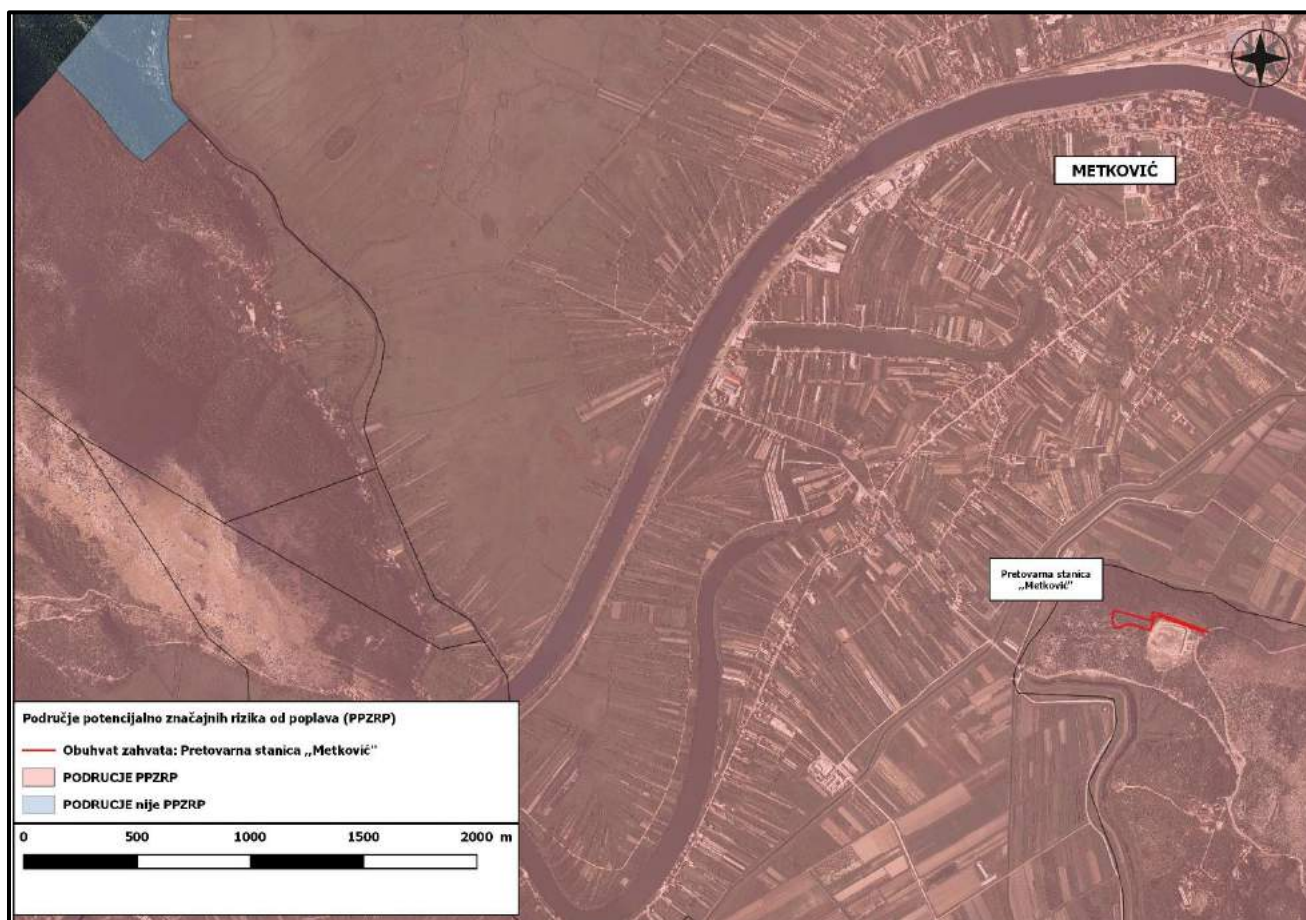 METKOVIĆ
Pretovarna stanica
„Metković"
Područje potencijalno značajnih rizika od poplava (PPZRP)
Obuhvat zahvata: Pretovarna stanica „Metković"
PODRUCJE PPZRP
PODRUCJE nije PPZRP
0 500 1000 1500 2000 m